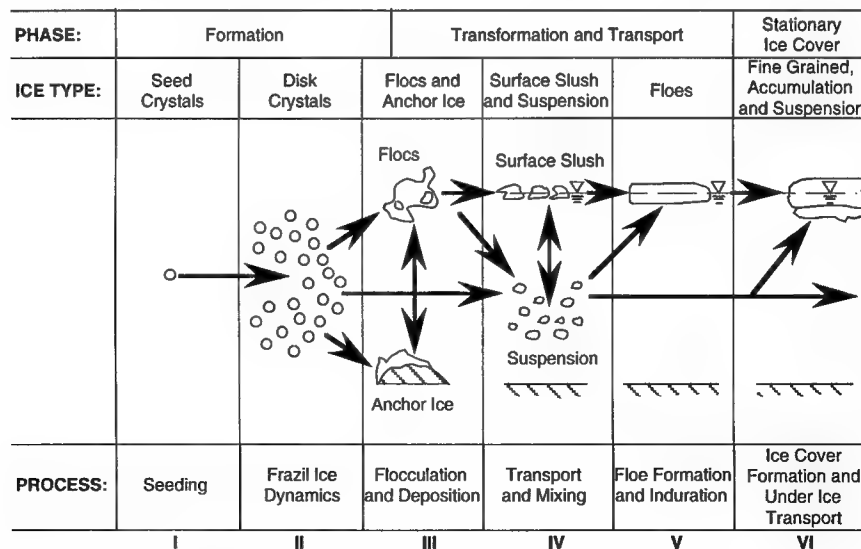 PHASE:
Formation
Transformation and Transport
Stationary
Ice Cover
ICE TYPE:
Seed
Crystals
Disk
Crystals
Flocs and
Anchor Ice
Surface Slush
and Suspension
Floes
Fine Grained,
Accumulation
and Suspension
Flocs
Surface Slush
Suspension
Anchor Ice
PROCESS:
Seeding
Frazil Ice
Dynamics
Flocculation
and Deposition
Transport
and Mixing
Floe Formation
and Induration
Ice Cover
Formation and
Under Ice
Transport
I
II
III
IV
V
VI